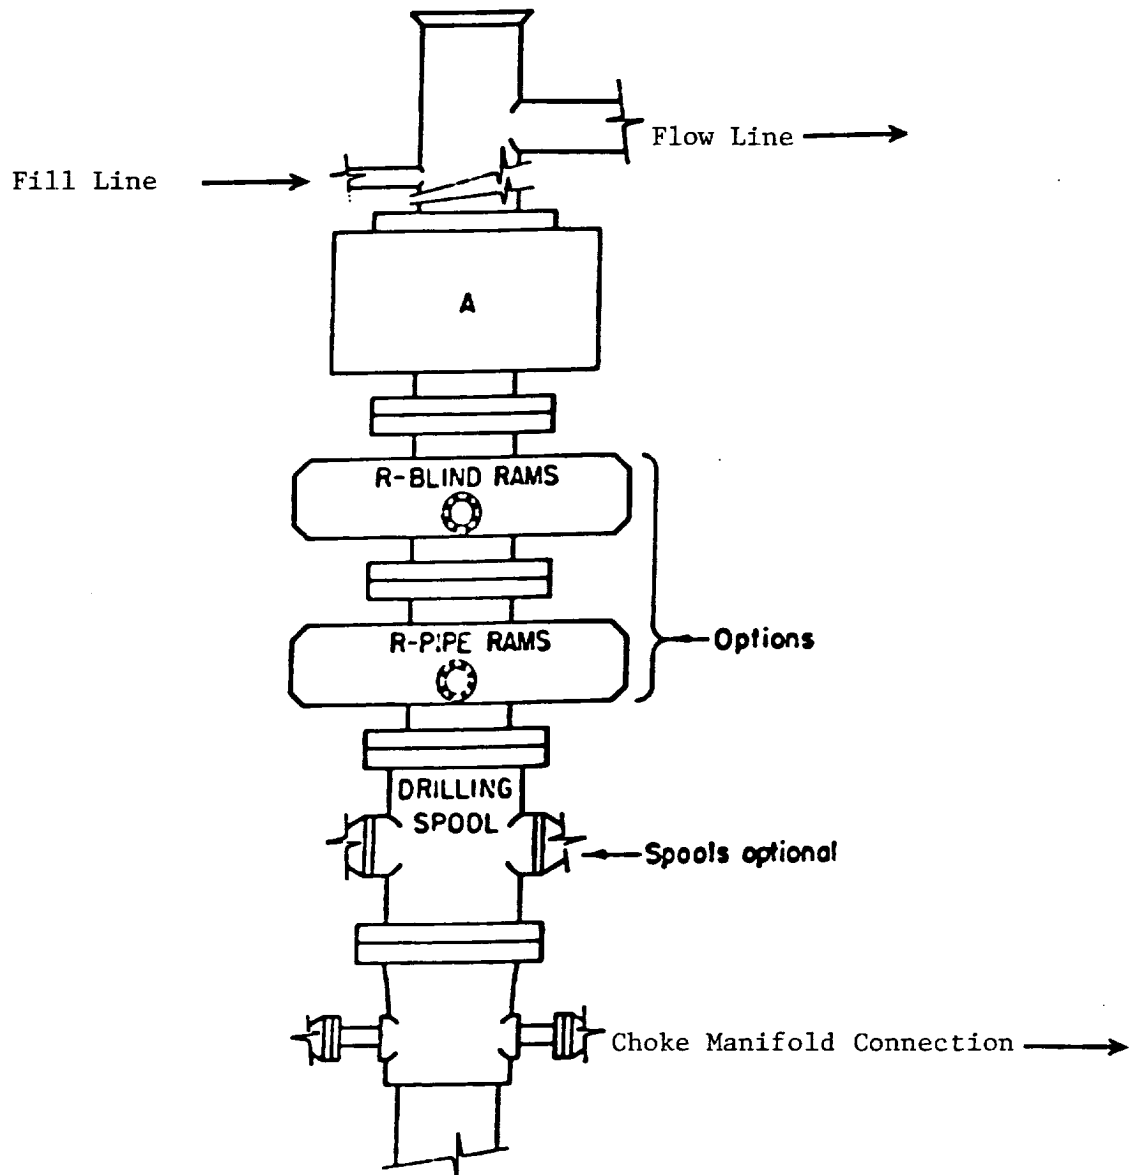 Flow Line
Fill Line
A
R-BLIND RAMS
R-PIPE RAMS
Options
DRILLING
SPOOL
Spools optional
Choke Manifold Connection